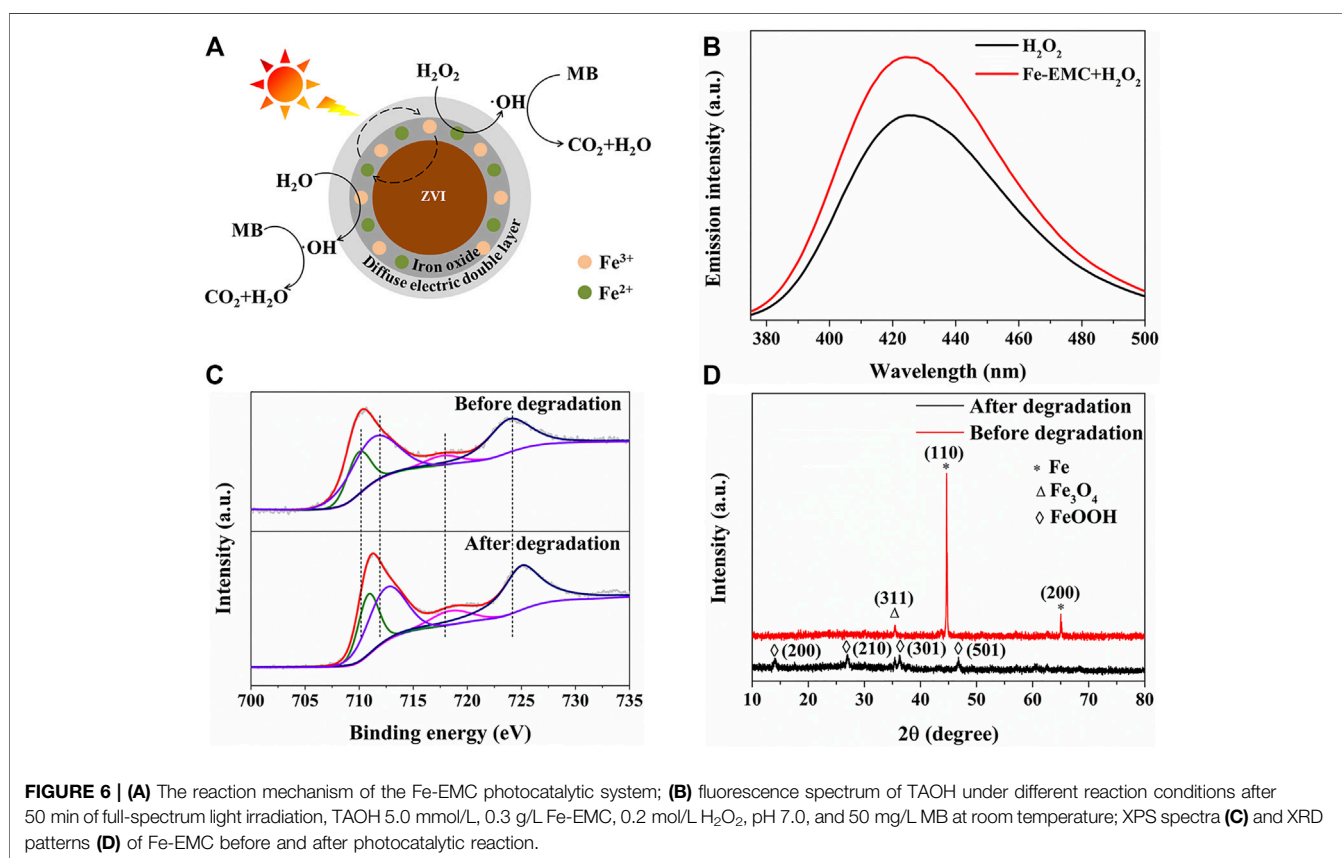 A
H₂O₂
MB
·OH
CO₂+H₂O
H₂O
ZVI
MB
·OH
Iron oxide
Diffuse electric double layer
CO₂+H₂O
Fe³⁺
Fe²⁺
B
H₂O₂
Fe-EMC+H₂O₂
Emission intensity (a.u.)
380 400 420 440 460 480 500
Wavelength (nm)
C
Before degradation
After degradation
Intensity (a.u.)
700 705 710 715 720 725 730 735
Binding energy (eV)
D
After degradation
Before degradation
(110)
* Fe
△ Fe₃O₄
◊ FeOOH
*
(311)
△
(200)
*
◊ (200) ◊ (210) ◊ (301) ◊ (501)
Intensity (a.u.)
10 20 30 40 50 60 70 80
2θ (degree)
FIGURE 6 | (A) The reaction mechanism of the Fe-EMC photocatalytic system; (B) fluorescence spectrum of TAOH under different reaction conditions after
50 min of full-spectrum light irradiation, TAOH 5.0 mmol/L, 0.3 g/L Fe-EMC, 0.2 mol/L H₂O₂, pH 7.0, and 50 mg/L MB at room temperature; XPS spectra (C) and XRD
patterns (D) of Fe-EMC before and after photocatalytic reaction.